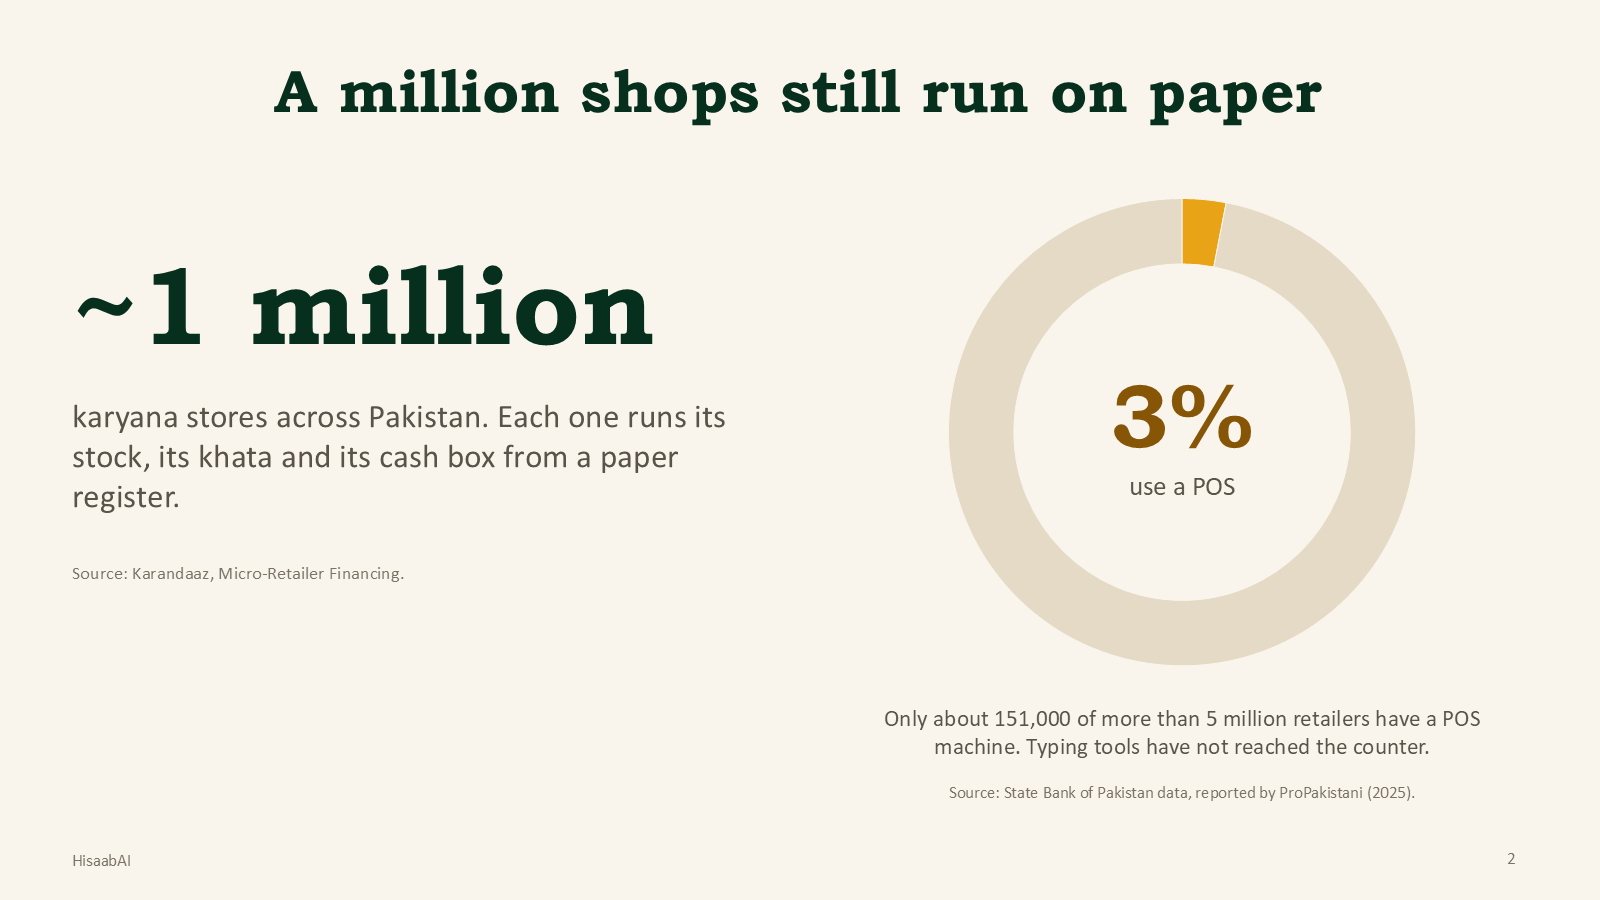 A million shops still run on paper
~1 million
karyana stores across Pakistan. Each one runs its
stock, its khata and its cash box from a paper
register.
Source: Karandaaz, Micro-Retailer Financing.
3%
use a POS
Only about 151,000 of more than 5 million retailers have a POS
machine. Typing tools have not reached the counter.
Source: State Bank of Pakistan data, reported by ProPakistani (2025).
HisaabAI
2